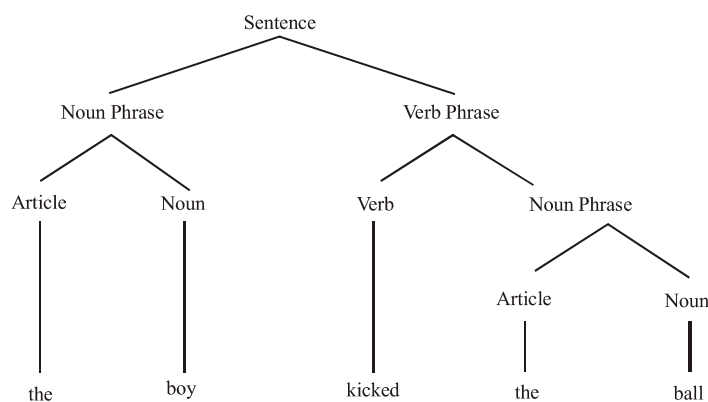 Sentence
Noun Phrase Verb Phrase
Article Noun Verb Noun Phrase
Article Noun
the boy kicked the ball